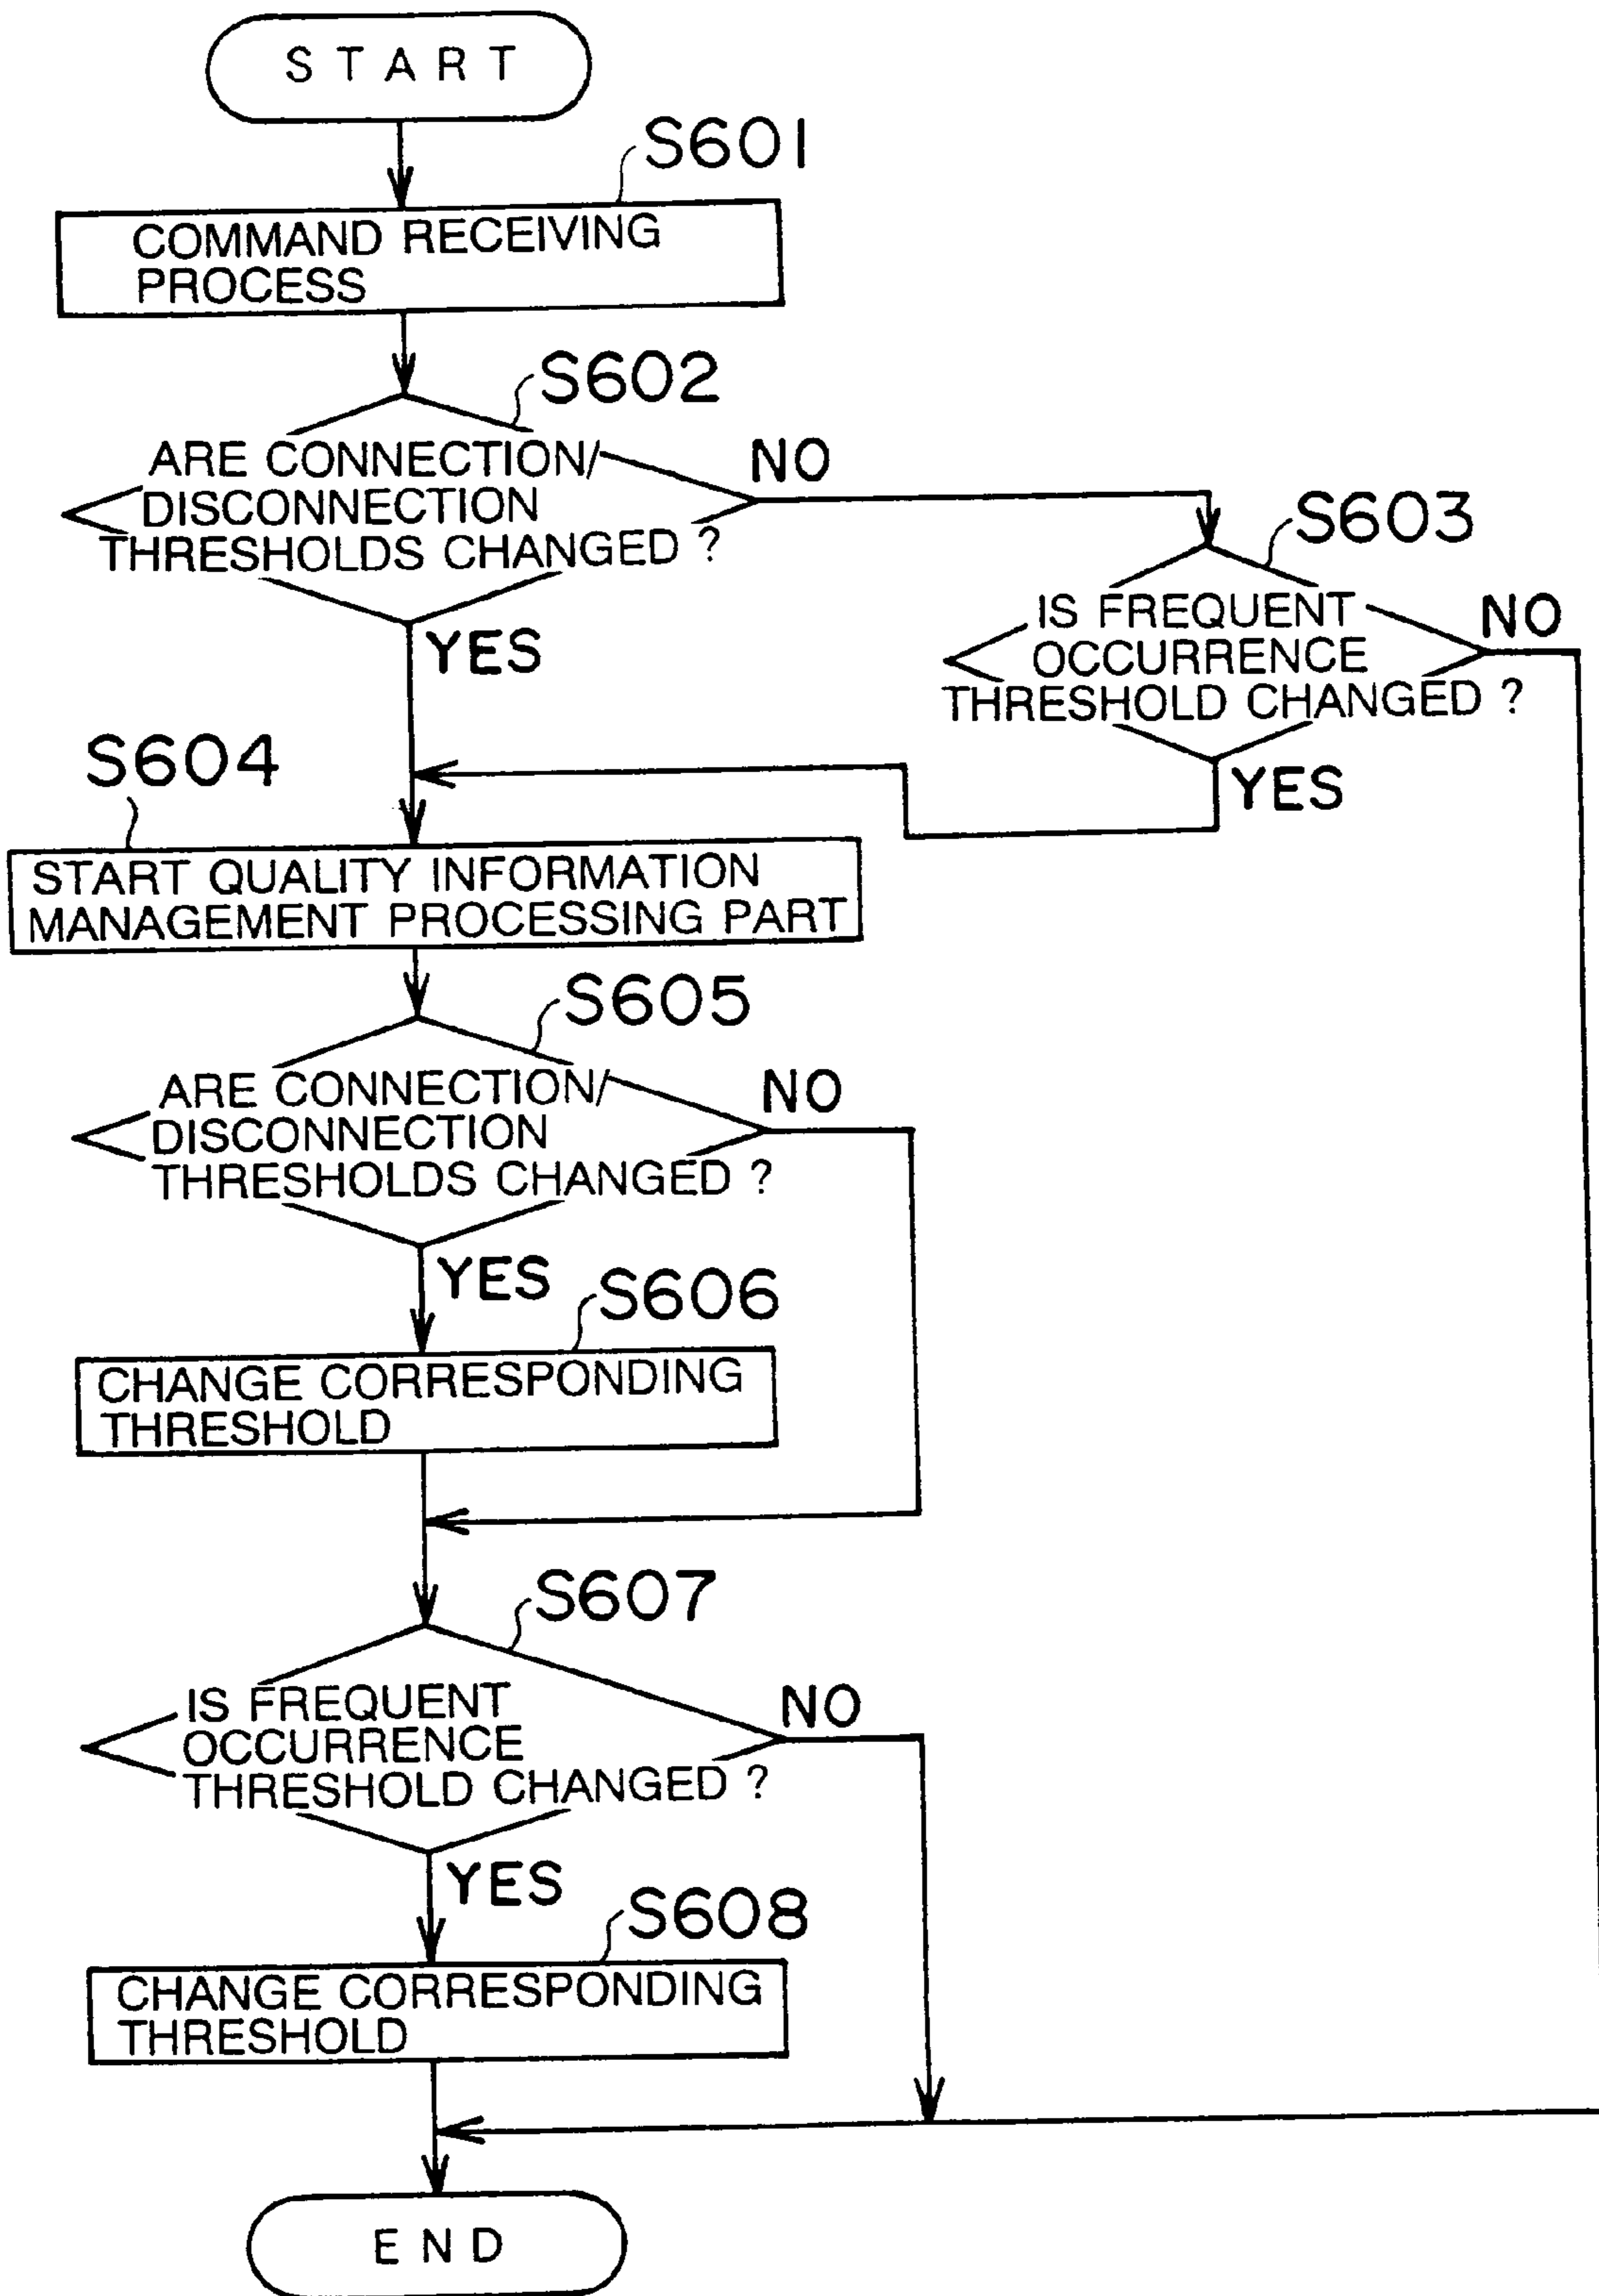 START
S601
COMMAND RECEIVING
PROCESS
S602
ARE CONNECTION/
DISCONNECTION
THRESHOLDS CHANGED ?
NO
YES
S603
IS FREQUENT
OCCURRENCE
THRESHOLD CHANGED ?
NO
YES
S604
START QUALITY INFORMATION
MANAGEMENT PROCESSING PART
S605
ARE CONNECTION/
DISCONNECTION
THRESHOLDS CHANGED ?
NO
YES
S606
CHANGE CORRESPONDING
THRESHOLD
S607
IS FREQUENT
OCCURRENCE
THRESHOLD CHANGED ?
NO
YES
S608
CHANGE CORRESPONDING
THRESHOLD
END